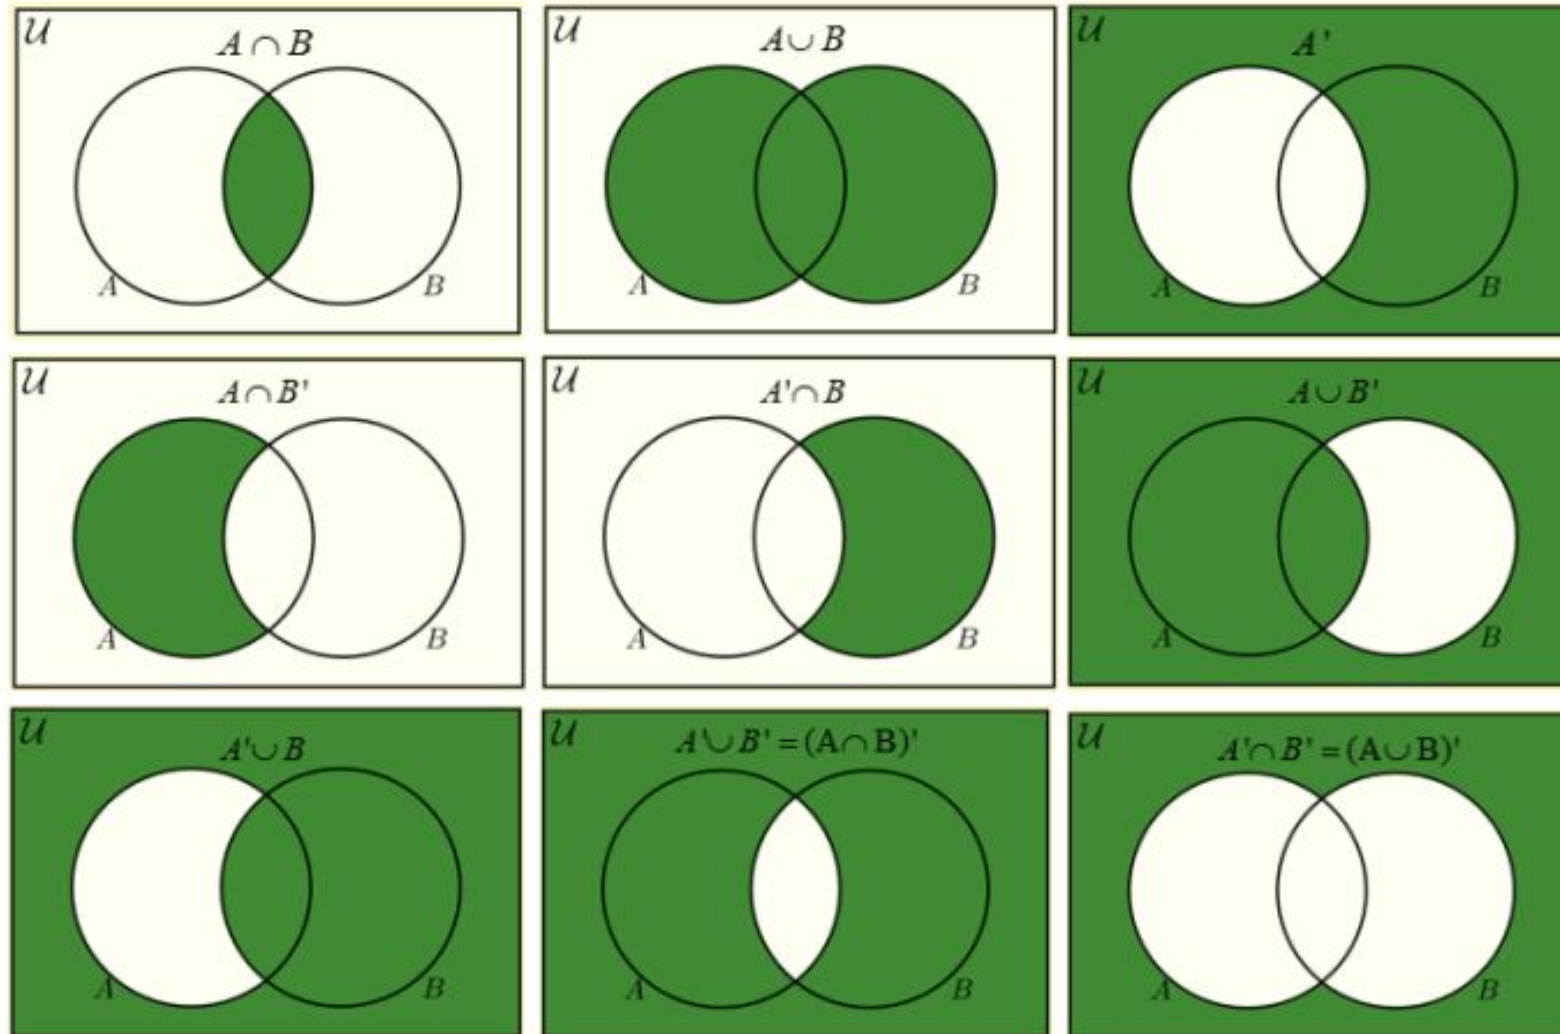 𝒰
A ∩ B
A B
𝒰
A ∪ B
A B
𝒰
A'
A B
𝒰
A ∩ B'
A B
𝒰
A' ∩ B
A B
𝒰
A ∪ B'
A B
𝒰
A' ∪ B
A B
𝒰
A' ∪ B' = (A ∩ B)'
A B
𝒰
A' ∩ B' = (A ∪ B)'
A B